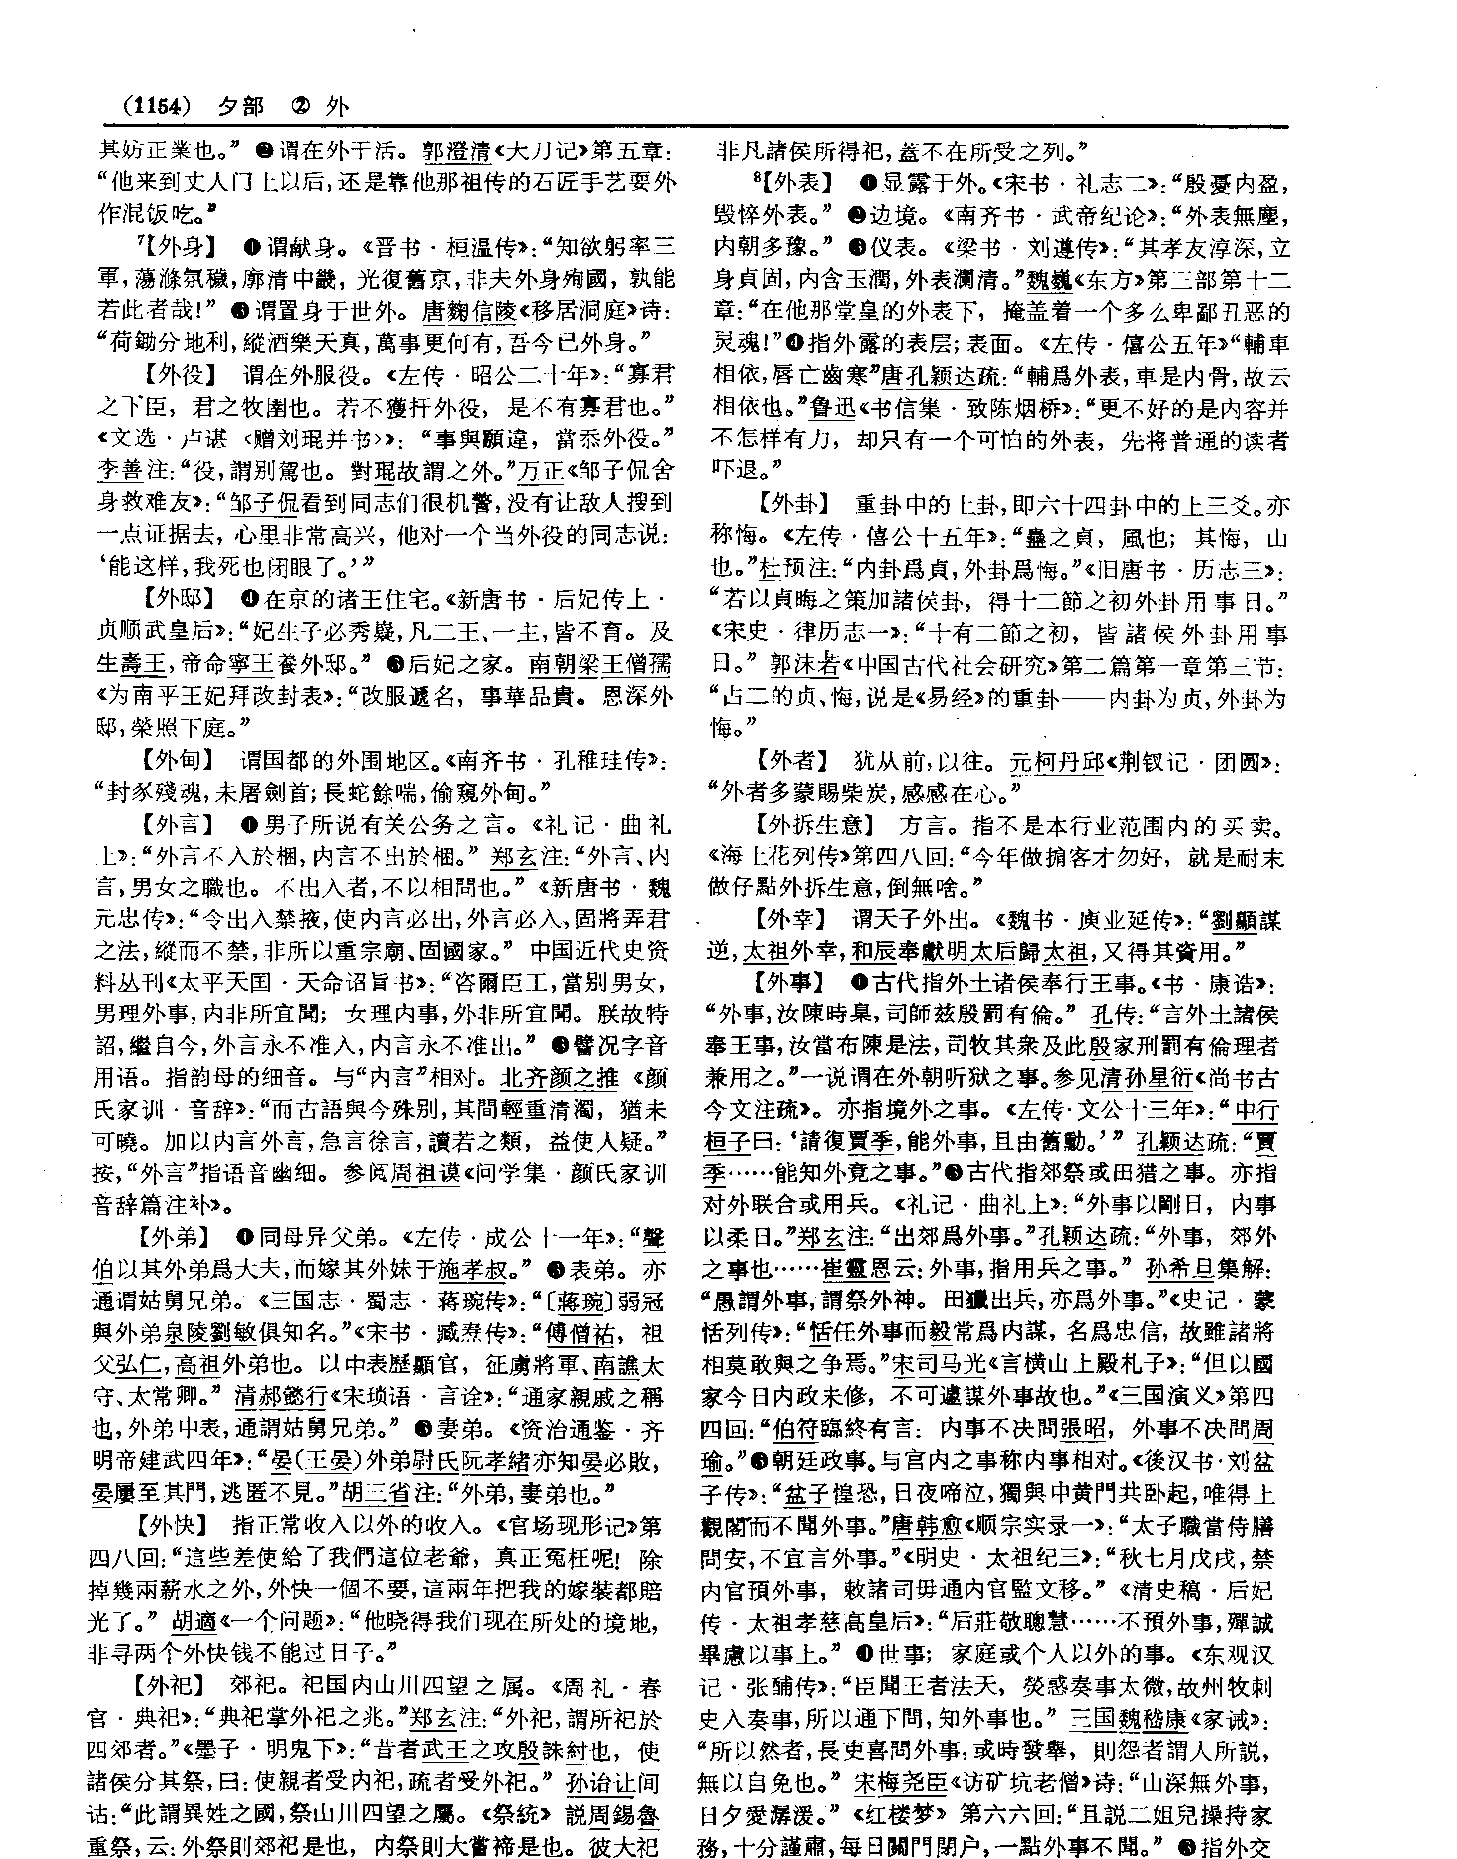 (1154) 夕部 ② 外
其妨正業也。” ❷谓在外干活。郭澄清《大刀记》第五章：
“他来到丈人门上以后，还是靠他那祖传的石匠手艺耍外
作混饭吃。”
⁷【外身】 ❶谓献身。《晋书·桓温传》：“知欲躬率三
軍，蕩滌氛穢，廓清中畿，光復舊京，非夫外身殉國，孰能
若此者哉！” ❷谓置身于世外。唐麴信陵《移居洞庭》诗：
“荷鋤分地利，縱酒樂天真，萬事更何有，吾今已外身。”
【外役】 谓在外服役。《左传·昭公二十年》：“寡君
之下臣，君之牧圉也。若不獲扞外役，是不有寡君也。”
《文选·卢谌〈赠刘琨并书〉》：“事與願違，當忝外役。”
李善注：“役，謂别駕也。對琨故謂之外。”万正《邹子侃舍
身救难友》：“邹子侃看到同志们很机警，没有让敌人搜到
一点证据去，心里非常高兴，他对一个当外役的同志说：
‘能这样，我死也闭眼了。’”
【外邸】 ❶在京的诸王住宅。《新唐书·后妃传上·
贞顺武皇后》：“妃生子必秀嶷，凡二王、一主，皆不育。及
生壽王，帝命寧王養外邸。” ❷后妃之家。南朝梁王僧孺
《为南平王妃拜改封表》：“改服遞名，事華品貴。恩深外
邸，榮照下庭。”
【外甸】 谓国都的外围地区。《南齐书·孔稚珪传》：
“封豕殘魂，未屠劍首；長蛇餘喘，偷窺外甸。”
【外言】 ❶男子所说有关公务之言。《礼记·曲礼
上》：“外言不入於梱，内言不出於梱。” 郑玄注：“外言、内
言，男女之職也。不出入者，不以相問也。” 《新唐书·魏
元忠传》：“令出入禁掖，使内言必出，外言必入，固將弄君
之法，縱而不禁，非所以重宗廟、固國家。” 中国近代史资
料丛刊《太平天囯·天命诏旨书》：“咨爾臣工，當别男女，
男理外事，内非所宜聞；女理内事，外非所宜聞。朕故特
詔，繼自今，外言永不准入，内言永不准出。” ❷譬况字音
用语。指韵母的细音。与“内言”相对。北齐颜之推《颜
氏家训·音辞》：“而古語與今殊别，其間輕重清濁，猶未
可曉。加以内言外言，急言徐言，讀若之類，益使人疑。”
按，“外言”指语音幽细。参阅周祖谟《问学集·颜氏家训
音辞篇注补》。
【外弟】 ❶同母异父弟。《左传·成公十一年》：“聲
伯以其外弟爲大夫，而嫁其外妹于施孝叔。” ❷表弟。亦
通谓姑舅兄弟。《三国志·蜀志·蒋琬传》：“〔蔣琬〕弱冠
與外弟泉陵劉敏俱知名。”《宋书·臧焘传》：“傅僧祐，祖
父弘仁，高祖外弟也。以中表歷顯官，征虜將軍、南譙太
守、太常卿。” 清郝懿行《宋琐语·言诠》：“通家親戚之稱
也，外弟中表，通謂姑舅兄弟。” ❸妻弟。《资治通鉴·齐
明帝建武四年》：“晏（王晏）外弟尉氏阮孝緒亦知晏必敗，
晏屢至其門，逃匿不見。”胡三省注：“外弟，妻弟也。”
【外快】 指正常收入以外的收入。《官场现形记》第
四八回：“這些差使給了我們這位老爺，真正冤枉呢！除
掉幾兩薪水之外，外快一個不要，這兩年把我的嫁裝都賠
光了。” 胡適《一个问题》：“他晓得我们现在所处的境地，
非寻两个外快钱不能过日子。”
【外祀】 郊祀。祀国内山川四望之属。《周礼·春
官·典祀》：“典祀掌外祀之兆。”郑玄注：“外祀，謂所祀於
四郊者。”《墨子·明鬼下》：“昔者武王之攻殷誅紂也，使
諸侯分其祭，曰：使親者受内祀，疏者受外祀。” 孙诒让间
诂：“此謂異姓之國，祭山川四望之屬。《祭統》説周錫魯
重祭，云：外祭則郊祀是也，内祭則大嘗禘是也。彼大祀
非凡諸侯所得祀，蓋不在所受之列。”
⁸【外表】 ❶显露于外。《宋书·礼志二》：“殷憂内盈，
毁悴外表。” ❷边境。《南齐书·武帝纪论》：“外表無塵，
内朝多豫。” ❸仪表。《梁书·刘遵传》：“其孝友淳深，立
身貞固，内含玉潤，外表瀾清。”魏巍《东方》第三部第十二
章：“在他那堂皇的外表下，掩盖着一个多么卑鄙丑恶的
灵魂！”❹指外露的表层；表面。《左传·僖公五年》“輔車
相依，唇亡齒寒”唐孔颖达疏：“輔爲外表，車是内骨，故云
相依也。”鲁迅《书信集·致陈烟桥》：“更不好的是内容并
不怎样有力，却只有一个可怕的外表，先将普通的读者
吓退。”
【外卦】 重卦中的上卦，即六十四卦中的上三爻。亦
称悔。《左传·僖公十五年》：“蠱之貞，風也；其悔，山
也。”杜预注：“内卦爲貞，外卦爲悔。”《旧唐书·历志三》：
“若以貞晦之策加諸侯卦，得十二節之初外卦用事日。”
《宋史·律历志一》：“十有二節之初，皆諸侯外卦用事
日。” 郭沫若《中国古代社会研究》第二篇第一章第三节：
“占二的贞、悔，说是《易经》的重卦——内卦为贞，外卦为
悔。”
【外者】 犹从前，以往。元柯丹邱《荆钗记·团圆》：
“外者多蒙賜柴炭，感感在心。”
【外拆生意】 方言。指不是本行业范围内的买卖。
《海上花列传》第四八回：“今年做掮客才勿好，就是耐末
做仔點外拆生意，倒無啥。”
【外幸】 谓天子外出。《魏书·庾业延传》：“劉顯謀
逆，太祖外幸，和辰奉獻明太后歸太祖，又得其資用。”
【外事】 ❶古代指外土诸侯奉行王事。《书·康诰》：
“外事，汝陳時臬，司師兹殷罰有倫。” 孔传：“言外土諸侯
奉王事，汝當布陳是法，司牧其衆及此殷家刑罰有倫理者
兼用之。”一说谓在外朝听狱之事。参见清孙星衍《尚书古
今文注疏》。亦指境外之事。《左传·文公十三年》：“中行
桓子曰：‘請復賈季，能外事，且由舊勳。’” 孔颖达疏：“賈
季……能知外竟之事。”❷古代指郊祭或田猎之事。亦指
对外联合或用兵。《礼记·曲礼上》：“外事以剛日，内事
以柔日。”郑玄注：“出郊爲外事。”孔颖达疏：“外事，郊外
之事也……崔靈恩云：外事，指用兵之事。” 孙希旦集解：
“愚謂外事，謂祭外神。田獵出兵，亦爲外事。”《史记·蒙
恬列传》：“恬任外事而毅常爲内謀，名爲忠信，故雖諸將
相莫敢與之争焉。”宋司马光《言横山上殿札子》：“但以國
家今日内政未修，不可遽謀外事故也。”《三国演义》第四
四回：“伯符臨終有言：内事不决問張昭，外事不决問周
瑜。”❸朝廷政事。与宫内之事称内事相对。《後汉书·刘盆
子传》：“盆子惶恐，日夜啼泣，獨與中黄門共卧起，唯得上
觀閣而不聞外事。”唐韩愈《顺宗实录一》：“太子職當侍膳
問安，不宜言外事。”《明史·太祖纪三》：“秋七月戊戌，禁
内官預外事，敕諸司毋通内官監文移。” 《清史稿·后妃
传·太祖孝慈高皇后》：“后莊敬聰慧……不預外事，殫誠
畢慮以事上。” ❹世事；家庭或个人以外的事。《东观汉
记·张酺传》：“臣聞王者法天，熒惑奏事太微，故州牧刺
史入奏事，所以通下問，知外事也。” 三国魏嵇康《家诫》：
“所以然者，長吏喜問外事，或時發舉，則怨者謂人所説，
無以自免也。” 宋梅尧臣《访矿坑老僧》诗：“山深無外事，
日夕愛潺湲。” 《红楼梦》第六六回：“且説二姐兒操持家
務，十分謹肅，每日關門閉户，一點外事不聞。” ❺指外交